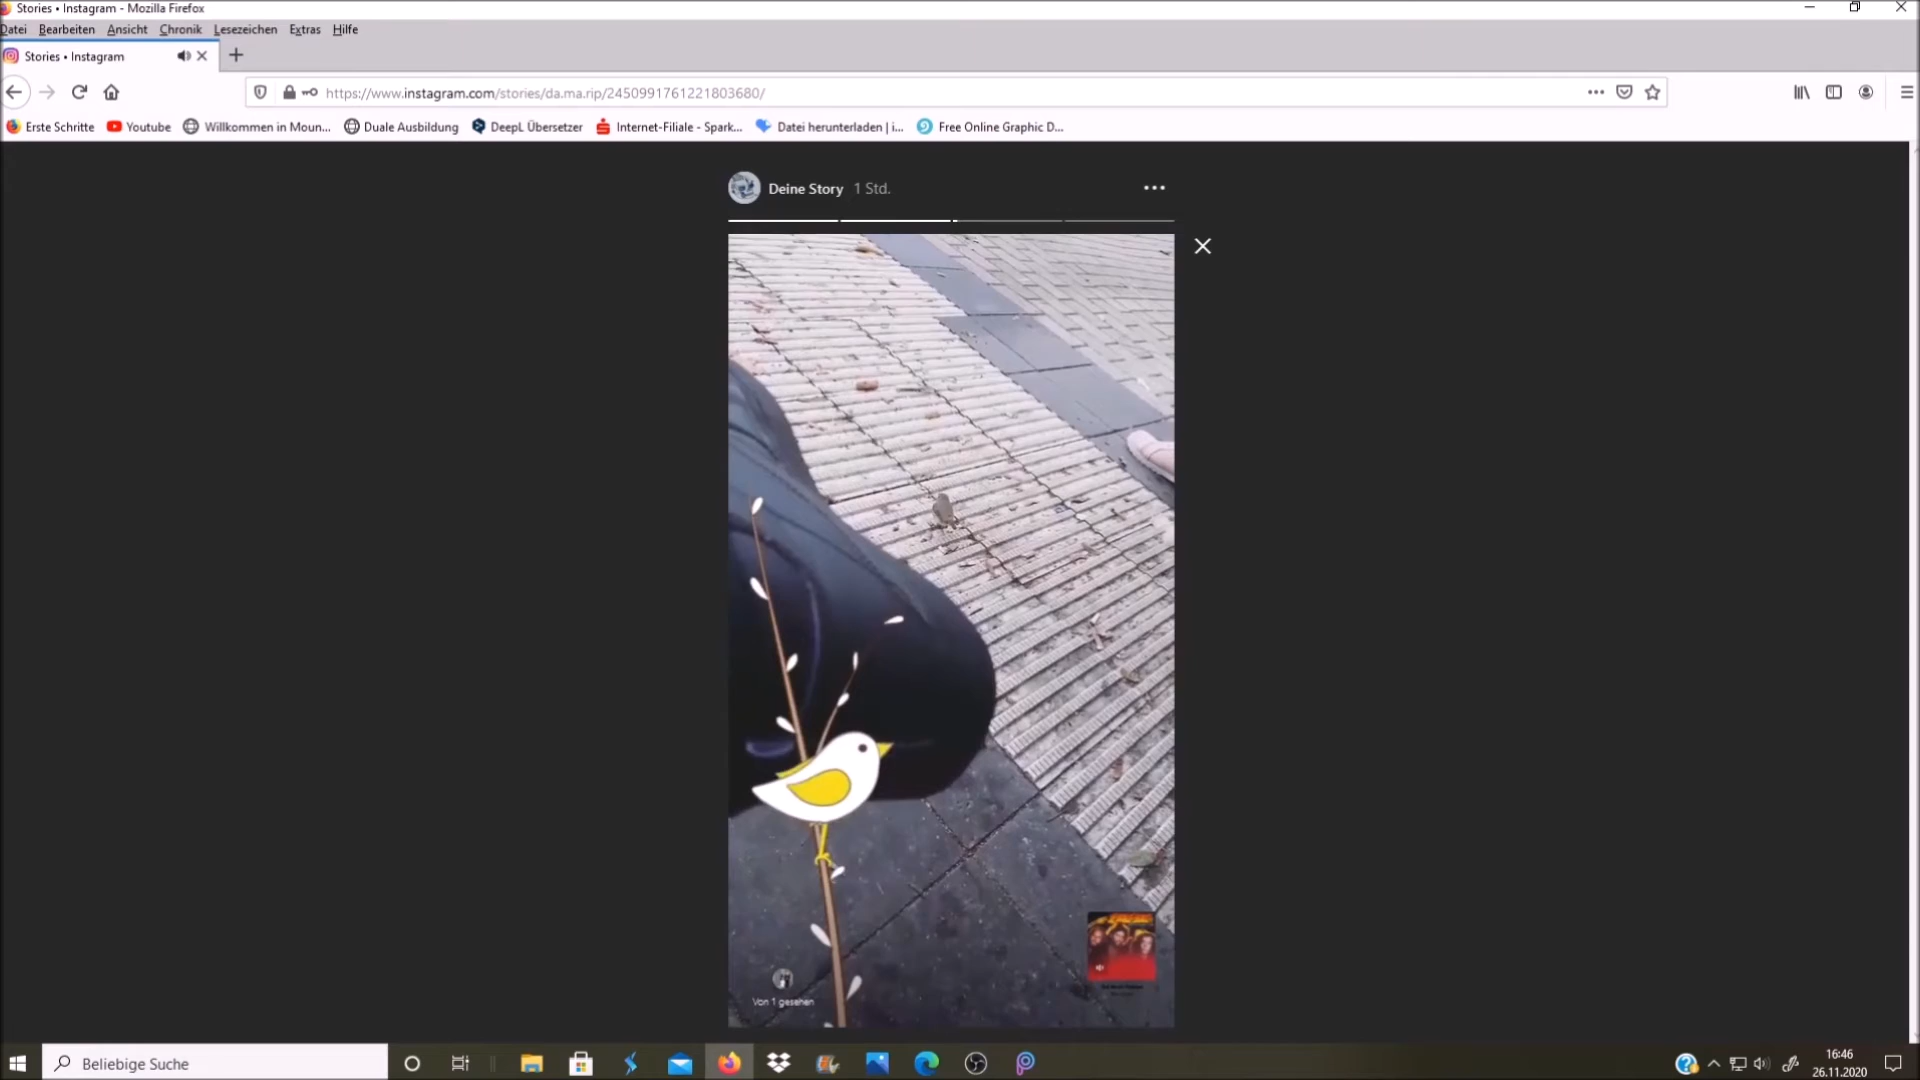 Stories • Instagram - Mozilla Firefox
Datei Bearbeiten Ansicht Chronik Lesezeichen Extras Hilfe
Stories • Instagram
https://www.instagram.com/stories/da.ma.rip/2450991761221803680/
Erste Schritte Youtube Willkommen in Moun... Duale Ausbildung DeepL Übersetzer Internet-Filiale - Spark... Datei herunterladen | i... Free Online Graphic D...
Deine Story 1 Std.
Von 1 gesehen
Beliebige Suche
16:46
26.11.2020